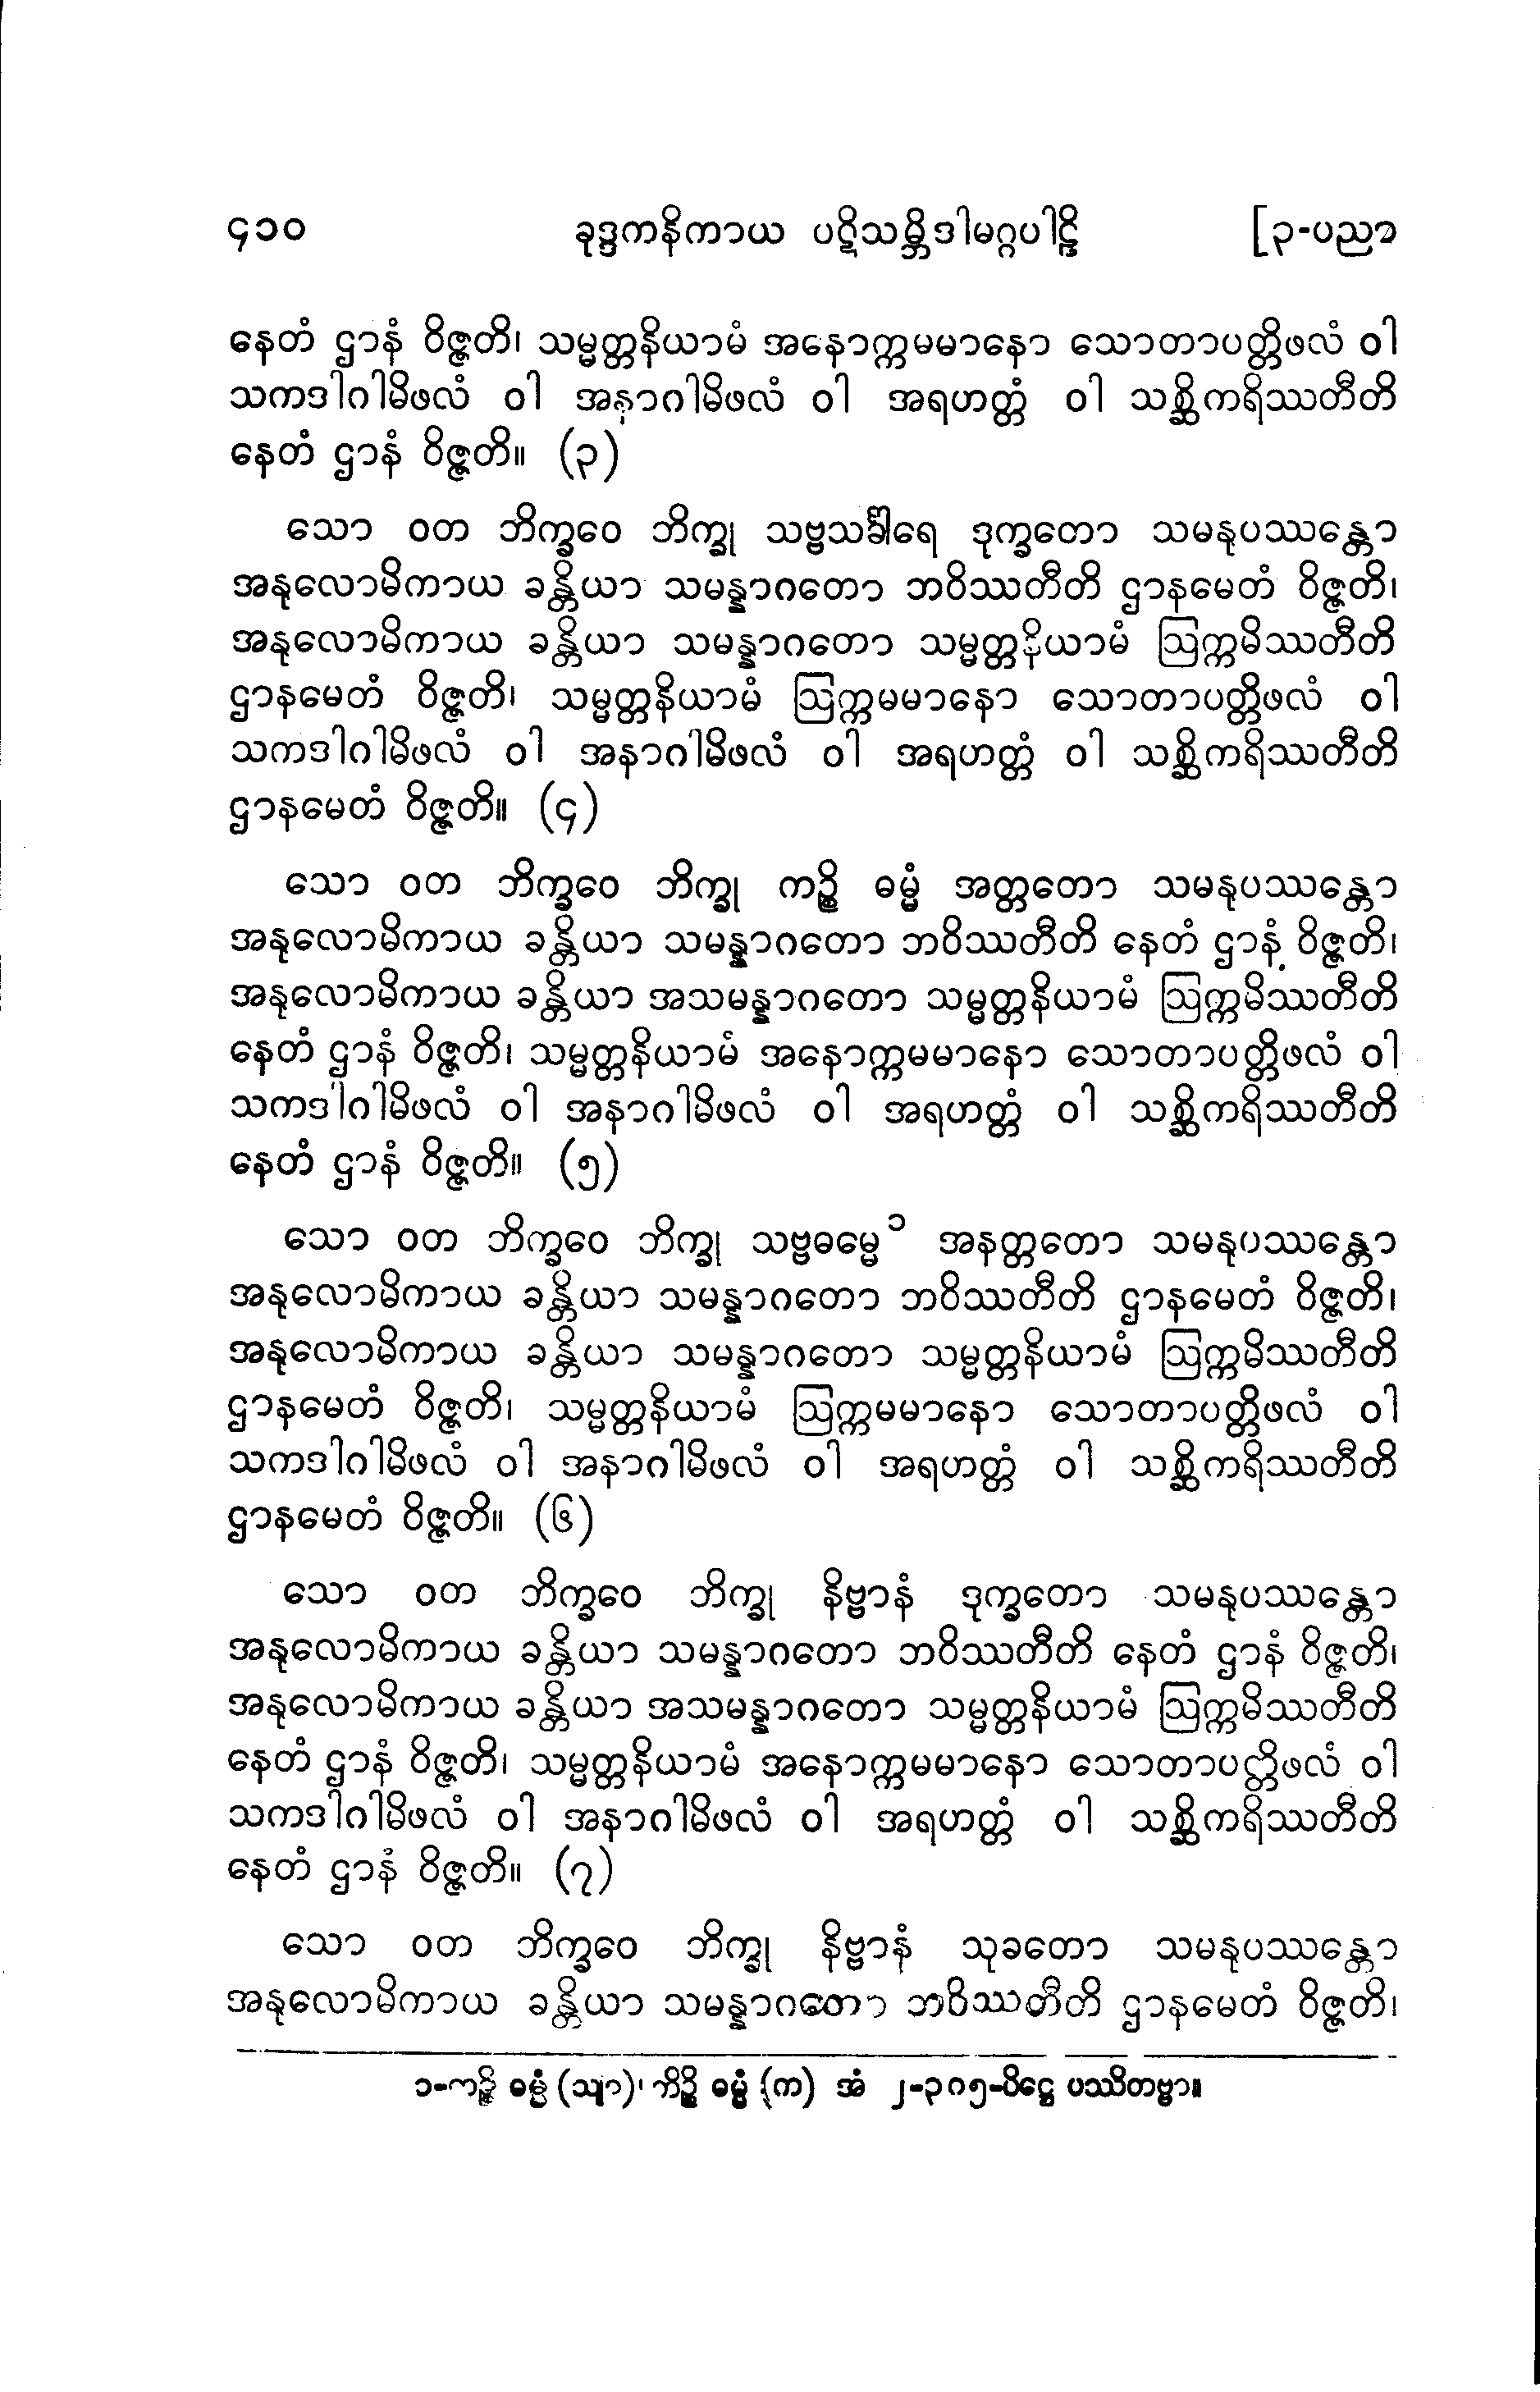 ၄၁၀ ခုဒ္ဒကနိကာယ ပဋိသမ္ဘိဒါမဂ္ဂပါဠိ [၃-ပညာ
နေတံ ဌာနံ ဝိဇ္ဇတိ၊ သမ္မတ္တနိယာမံ အနောက္ကမမာနော သောတာပတ္တိဖလံ ဝါ
သကဒါဂါမိဖလံ ဝါ အနာဂါမိဖလံ ဝါ အရဟတ္တံ ဝါ သစ္ဆိကရိဿတီတိ
နေတံ ဌာနံ ဝိဇ္ဇတိ။ (၃)
သော ဝတ ဘိက္ခဝေ ဘိက္ခု သဗ္ဗသင်္ခါရေ ဒုက္ခတော သမနုပဿန္တော
အနုလောမိကာယ ခန္တိယာ သမန္နာဂတော ဘဝိဿတီတိ ဌာနမေတံ ဝိဇ္ဇတိ၊
အနုလောမိကာယ ခန္တိယာ သမန္နာဂတော သမ္မတ္တနိယာမံ ဩက္ကမိဿတီတိ
ဌာနမေတံ ဝိဇ္ဇတိ၊ သမ္မတ္တနိယာမံ ဩက္ကမမာနော သောတာပတ္တိဖလံ ဝါ
သကဒါဂါမိဖလံ ဝါ အနာဂါမိဖလံ ဝါ အရဟတ္တံ ဝါ သစ္ဆိကရိဿတီတိ
ဌာနမေတံ ဝိဇ္ဇတိ။ (၄)
သော ဝတ ဘိက္ခဝေ ဘိက္ခု ကဉ္စိ ဓမ္မံ အတ္တတော သမနုပဿန္တော
အနုလောမိကာယ ခန္တိယာ သမန္နာဂတော ဘဝိဿတီတိ နေတံ ဌာနံ ဝိဇ္ဇတိ၊
အနုလောမိကာယ ခန္တိယာ အသမန္နာဂတော သမ္မတ္တနိယာမံ ဩက္ကမိဿတီတိ
နေတံ ဌာနံ ဝိဇ္ဇတိ၊ သမ္မတ္တနိယာမံ အနောက္ကမမာနော သောတာပတ္တိဖလံ ဝါ
သကဒါဂါမိဖလံ ဝါ အနာဂါမိဖလံ ဝါ အရဟတ္တံ ဝါ သစ္ဆိကရိဿတီတိ
နေတံ ဌာနံ ဝိဇ္ဇတိ။ (၅)
သော ဝတ ဘိက္ခဝေ ဘိက္ခု သဗ္ဗဓမ္မေ ၁ အနတ္တတော သမနုပဿန္တော
အနုလောမိကာယ ခန္တိယာ သမန္နာဂတော ဘဝိဿတီတိ ဌာနမေတံ ဝိဇ္ဇတိ၊
အနုလောမိကာယ ခန္တိယာ သမန္နာဂတော သမ္မတ္တနိယာမံ ဩက္ကမိဿတီတိ
ဌာနမေတံ ဝိဇ္ဇတိ၊ သမ္မတ္တနိယာမံ ဩက္ကမမာနော သောတာပတ္တိဖလံ ဝါ
သကဒါဂါမိဖလံ ဝါ အနာဂါမိဖလံ ဝါ အရဟတ္တံ ဝါ သစ္ဆိကရိဿတီတိ
ဌာနမေတံ ဝိဇ္ဇတိ။ (၆)
သော ဝတ ဘိက္ခဝေ ဘိက္ခု နိဗ္ဗာနံ ဒုက္ခတော သမနုပဿန္တော
အနုလောမိကာယ ခန္တိယာ သမန္နာဂတော ဘဝိဿတီတိ နေတံ ဌာနံ ဝိဇ္ဇတိ၊
အနုလောမိကာယ ခန္တိယာ အသမန္နာဂတော သမ္မတ္တနိယာမံ ဩက္ကမိဿတီတိ
နေတံ ဌာနံ ဝိဇ္ဇတိ၊ သမ္မတ္တနိယာမံ အနောက္ကမမာနော သောတာပတ္တိဖလံ ဝါ
သကဒါဂါမိဖလံ ဝါ အနာဂါမိဖလံ ဝါ အရဟတ္တံ ဝါ သစ္ဆိကရိဿတီတိ
နေတံ ဌာနံ ဝိဇ္ဇတိ။ (၇)
သော ဝတ ဘိက္ခဝေ ဘိက္ခု နိဗ္ဗာနံ သုခတော သမနုပဿန္တော
အနုလောမိကာယ ခန္တိယာ သမန္နာဂတော ဘဝိဿတီတိ ဌာနမေတံ ဝိဇ္ဇတိ၊
၁-ကဉ္စိ ဓမ္မံ (သျာ)၊ ကိဉ္စိ ဓမ္မံ (က) အံ ၂-၃၈၅-ပိဋ္ဌေ ပဿိတဗ္ဗာ။